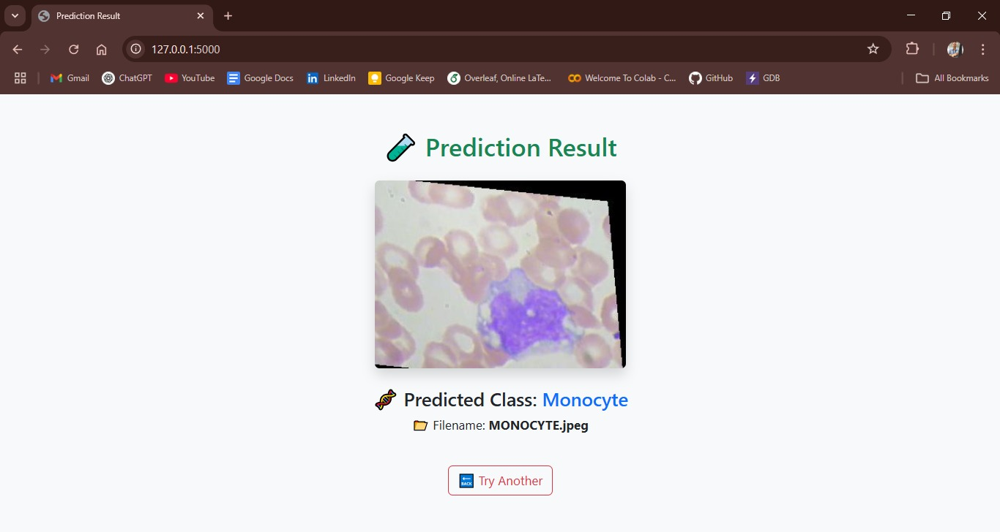 Prediction Result
127.0.0.1:5000
Gmail ChatGPT YouTube Google Docs LinkedIn Google Keep Overleaf, Online LaTe... Welcome To Colab - C... GitHub GDB All Bookmarks
Prediction Result
Predicted Class: Monocyte
Filename: MONOCYTE.jpeg
BACK Try Another